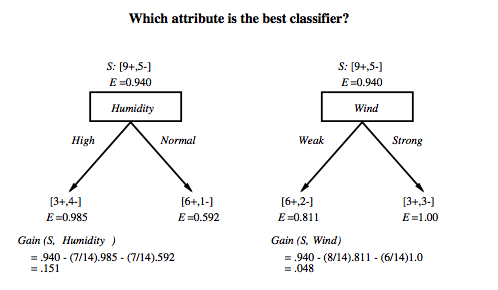 Which attribute is the best classifier?
S: [9+,5-]
E =0.940
Humidity
High
Normal
[3+,4-]
E =0.985
[6+,1-]
E =0.592
Gain (S, Humidity )
= .940 - (7/14).985 - (7/14).592
= .151
S: [9+,5-]
E =0.940
Wind
Weak
Strong
[6+,2-]
E =0.811
[3+,3-]
E =1.00
Gain (S, Wind)
= .940 - (8/14).811 - (6/14)1.0
= .048